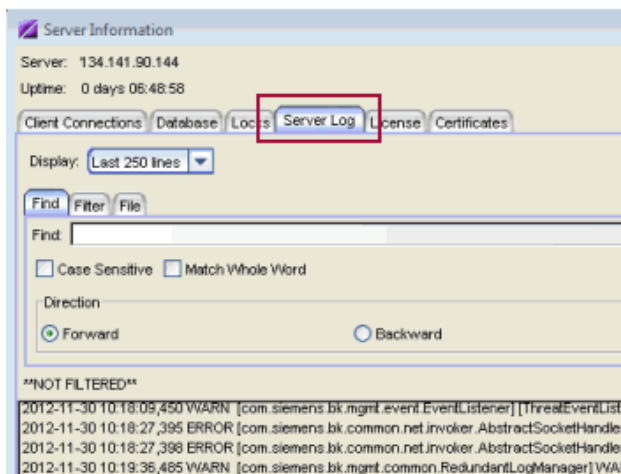 Server Information
Server: 134.141.90.144
Uptime: 0 days 06:48:58
Client Connections Database Locks Server Log License Certificates
Display: Last 250 lines
Find Filter File
Find:
Case Sensitive Match Whole Word
Direction
Forward Backward
**NOT FILTERED**
2012-11-30 10:18:09,450 WARN [com.siemens.bk.mgmt.event.EventListener] [ThreatEventList
2012-11-30 10:18:27,395 ERROR [com.siemens.bk.common.net.invoker.AbstractSocketHandle
2012-11-30 10:18:27,398 ERROR [com.siemens.bk.common.net.invoker.AbstractSocketHandle
2012-11-30 10:19:36,485 WARN [com.siemens.bk.mgmt.common.RedundantLogManager] [WA